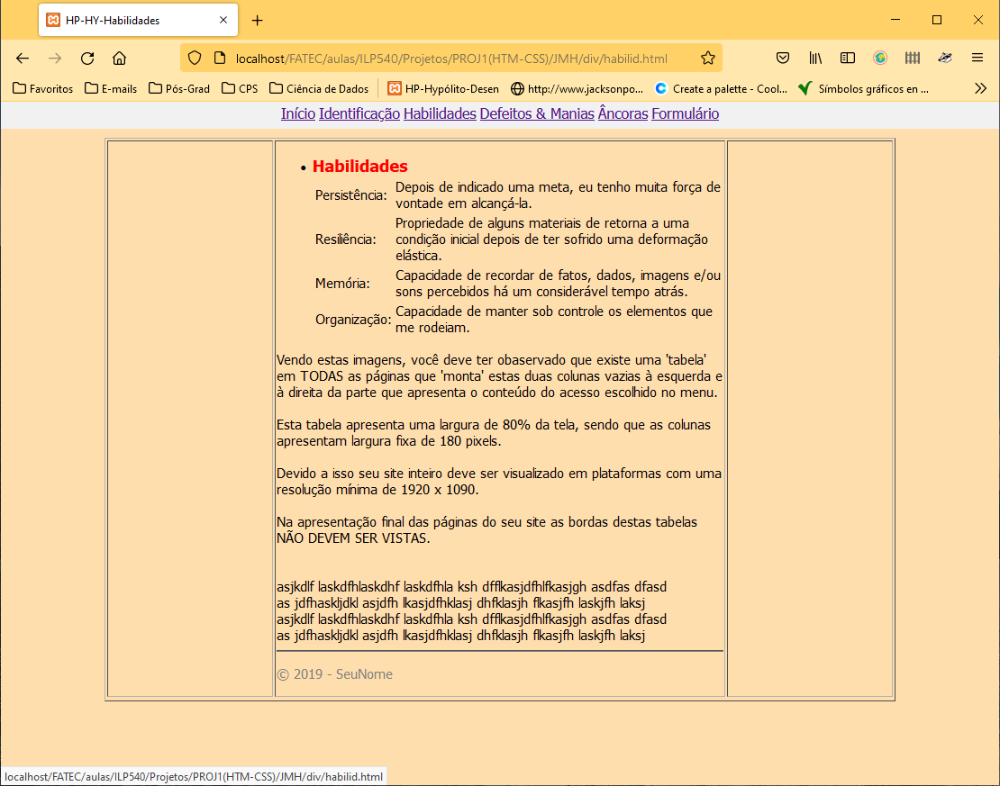 HP-HY-Habilidades
localhost/FATEC/aulas/ILP540/Projetos/PROJ1(HTM-CSS)/JMH/div/habilid.html
Favoritos E-mails Pós-Grad CPS Ciência de Dados HP-Hypólito-Desen http://www.jacksonpo... Create a palette - Cool... Símbolos gráficos en ...
Início Identificação Habilidades Defeitos & Manias Âncoras Formulário
• Habilidades
Persistência: Depois de indicado uma meta, eu tenho muita força de
vontade em alcançá-la.
Resiliência: Propriedade de alguns materiais de retorna a uma
condição inicial depois de ter sofrido uma deformação
elástica.
Memória: Capacidade de recordar de fatos, dados, imagens e/ou
sons percebidos há um considerável tempo atrás.
Organização: Capacidade de manter sob controle os elementos que
me rodeiam.
Vendo estas imagens, você deve ter obaservado que existe uma 'tabela'
em TODAS as páginas que 'monta' estas duas colunas vazias à esquerda e
à direita da parte que apresenta o conteúdo do acesso escolhido no menu.
Esta tabela apresenta uma largura de 80% da tela, sendo que as colunas
apresentam largura fixa de 180 pixels.
Devido a isso seu site inteiro deve ser visualizado em plataformas com uma
resolução mínima de 1920 x 1090.
Na apresentação final das páginas do seu site as bordas destas tabelas
NÃO DEVEM SER VISTAS.
asjkdlf laskdfhlaskdhf laskdfhla ksh dfflkasjdfhlfkasjgh asdfas dfasd
as jdfhaskljdkl asjdfh lkasjdfhklasj dhfklasjh flkasjfh laskjfh laksj
asjkdlf laskdfhlaskdhf laskdfhla ksh dfflkasjdfhlfkasjgh asdfas dfasd
as jdfhaskljdkl asjdfh lkasjdfhklasj dhfklasjh flkasjfh laskjfh laksj
© 2019 - SeuNome
localhost/FATEC/aulas/ILP540/Projetos/PROJ1(HTM-CSS)/JMH/div/habilid.html